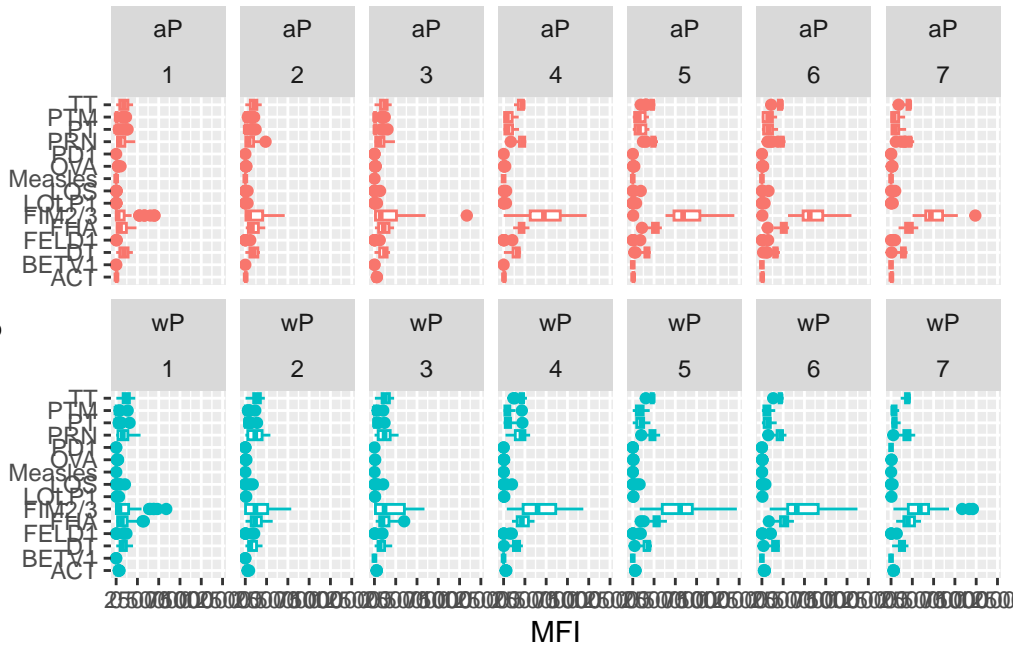 aP aP aP aP aP aP aP
1 2 3 4 5 6 7
TT
PTM
PT
PRN
PD1
OVA
Measles
LOS
LOLP1
FIM2/3
FHA
FELD1
DT
BETV1
ACT
wP wP wP wP wP wP wP
1 2 3 4 5 6 7
TT
PTM
PT
PRN
PD1
OVA
Measles
LOS
LOLP1
FIM2/3
FHA
FELD1
DT
BETV1
ACT
MFI